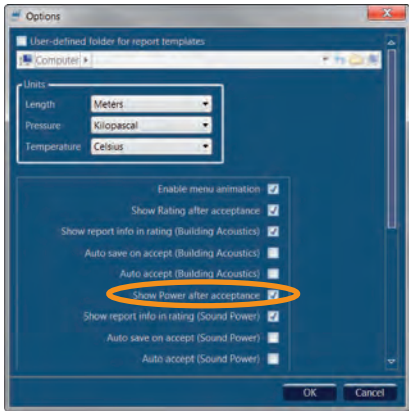 Options
User-defined folder for report templates
Computer
Units
Length Meters
Pressure Kilopascal
Temperature Celsius
Enable menu animation
Show Rating after acceptance
Show report info in rating (Building Acoustics)
Auto save on accept (Building Acoustics)
Auto accept (Building Acoustics)
Show Power after acceptance
Show report info in rating (Sound Power)
Auto save on accept (Sound Power)
Auto accept (Sound Power)
OK Cancel